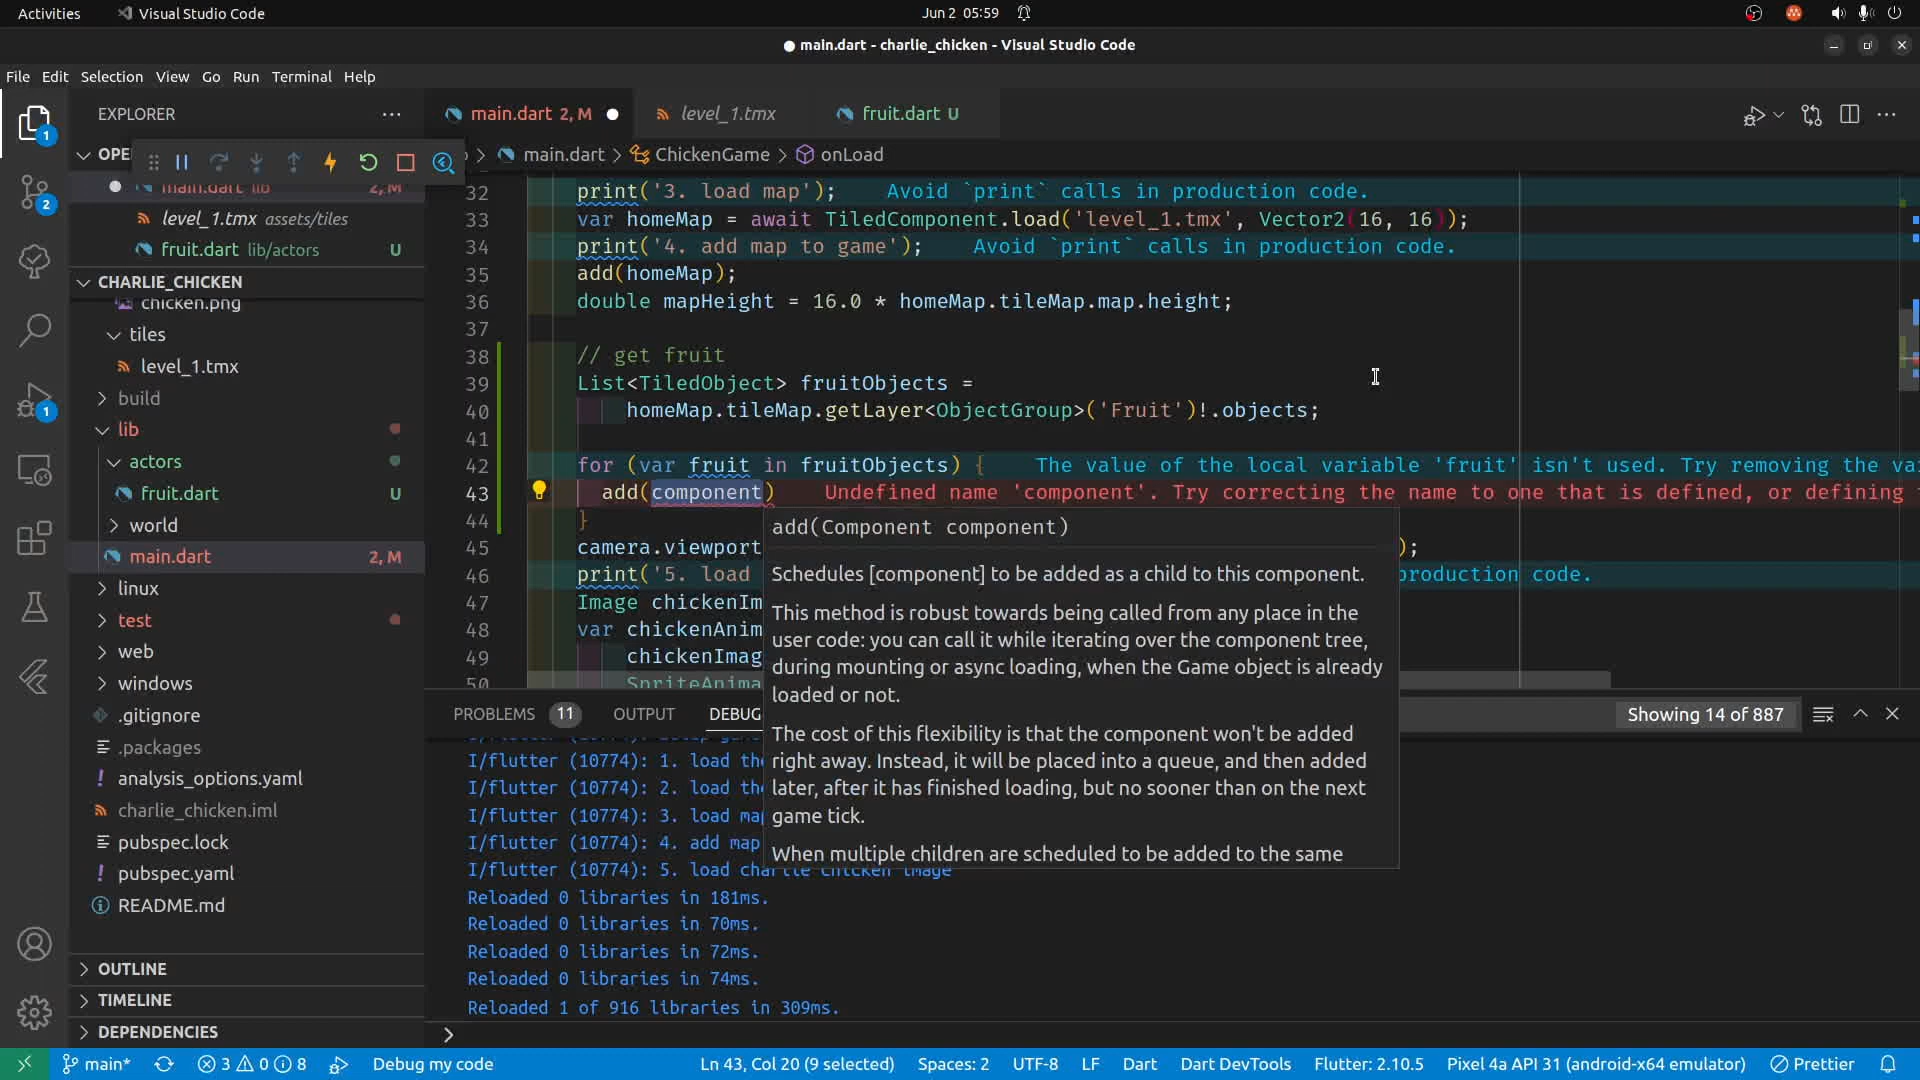 Activities
Visual Studio Code
Jun 2 05:59
main.dart - charlie_chicken - Visual Studio Code
File Edit Selection View Go Run Terminal Help
EXPLORER
main.dart 2, M
level_1.tmx
fruit.dart U
OPE
main.dart > ChickenGame > onLoad
main.dart lib 2, M
level_1.tmx assets/tiles
fruit.dart lib/actors U
CHARLIE_CHICKEN
chicken.png
tiles
level_1.tmx
build
lib
actors
fruit.dart U
world
main.dart 2, M
linux
test
web
windows
.gitignore
.packages
analysis_options.yaml
charlie_chicken.iml
pubspec.lock
pubspec.yaml
README.md
OUTLINE
TIMELINE
DEPENDENCIES
32 print('3. load map'); Avoid `print` calls in production code.
33 var homeMap = await TiledComponent.load('level_1.tmx', Vector2(16, 16));
34 print('4. add map to game'); Avoid `print` calls in production code.
35 add(homeMap);
36 double mapHeight = 16.0 * homeMap.tileMap.map.height;
37
38 // get fruit
39 List<TiledObject> fruitObjects =
40 homeMap.tileMap.getLayer<ObjectGroup>('Fruit')!.objects;
41
42 for (var fruit in fruitObjects) { The value of the local variable 'fruit' isn't used. Try removing the va
43 add(component) Undefined name 'component'. Try correcting the name to one that is defined, or defining
44 }
45 camera.viewport );
46 print('5. load production code.
47 Image chickenIm
48 var chickenAnim
49 chickenImag
50 SpriteAnima
add(Component component)
Schedules [component] to be added as a child to this component.
This method is robust towards being called from any place in the
user code: you can call it while iterating over the component tree,
during mounting or async loading, when the Game object is already
loaded or not.
The cost of this flexibility is that the component won't be added
right away. Instead, it will be placed into a queue, and then added
later, after it has finished loading, but no sooner than on the next
game tick.
When multiple children are scheduled to be added to the same
PROBLEMS 11 OUTPUT DEBUG
Showing 14 of 887
I/flutter (10774): 1. load the
I/flutter (10774): 2. load the
I/flutter (10774): 3. load map
I/flutter (10774): 4. add map
I/flutter (10774): 5. load charlie chicken image
Reloaded 0 libraries in 181ms.
Reloaded 0 libraries in 70ms.
Reloaded 0 libraries in 72ms.
Reloaded 0 libraries in 74ms.
Reloaded 1 of 916 libraries in 309ms.
main* 3 0 8 Debug my code Ln 43, Col 20 (9 selected) Spaces: 2 UTF-8 LF Dart Dart DevTools Flutter: 2.10.5 Pixel 4a API 31 (android-x64 emulator) Prettier